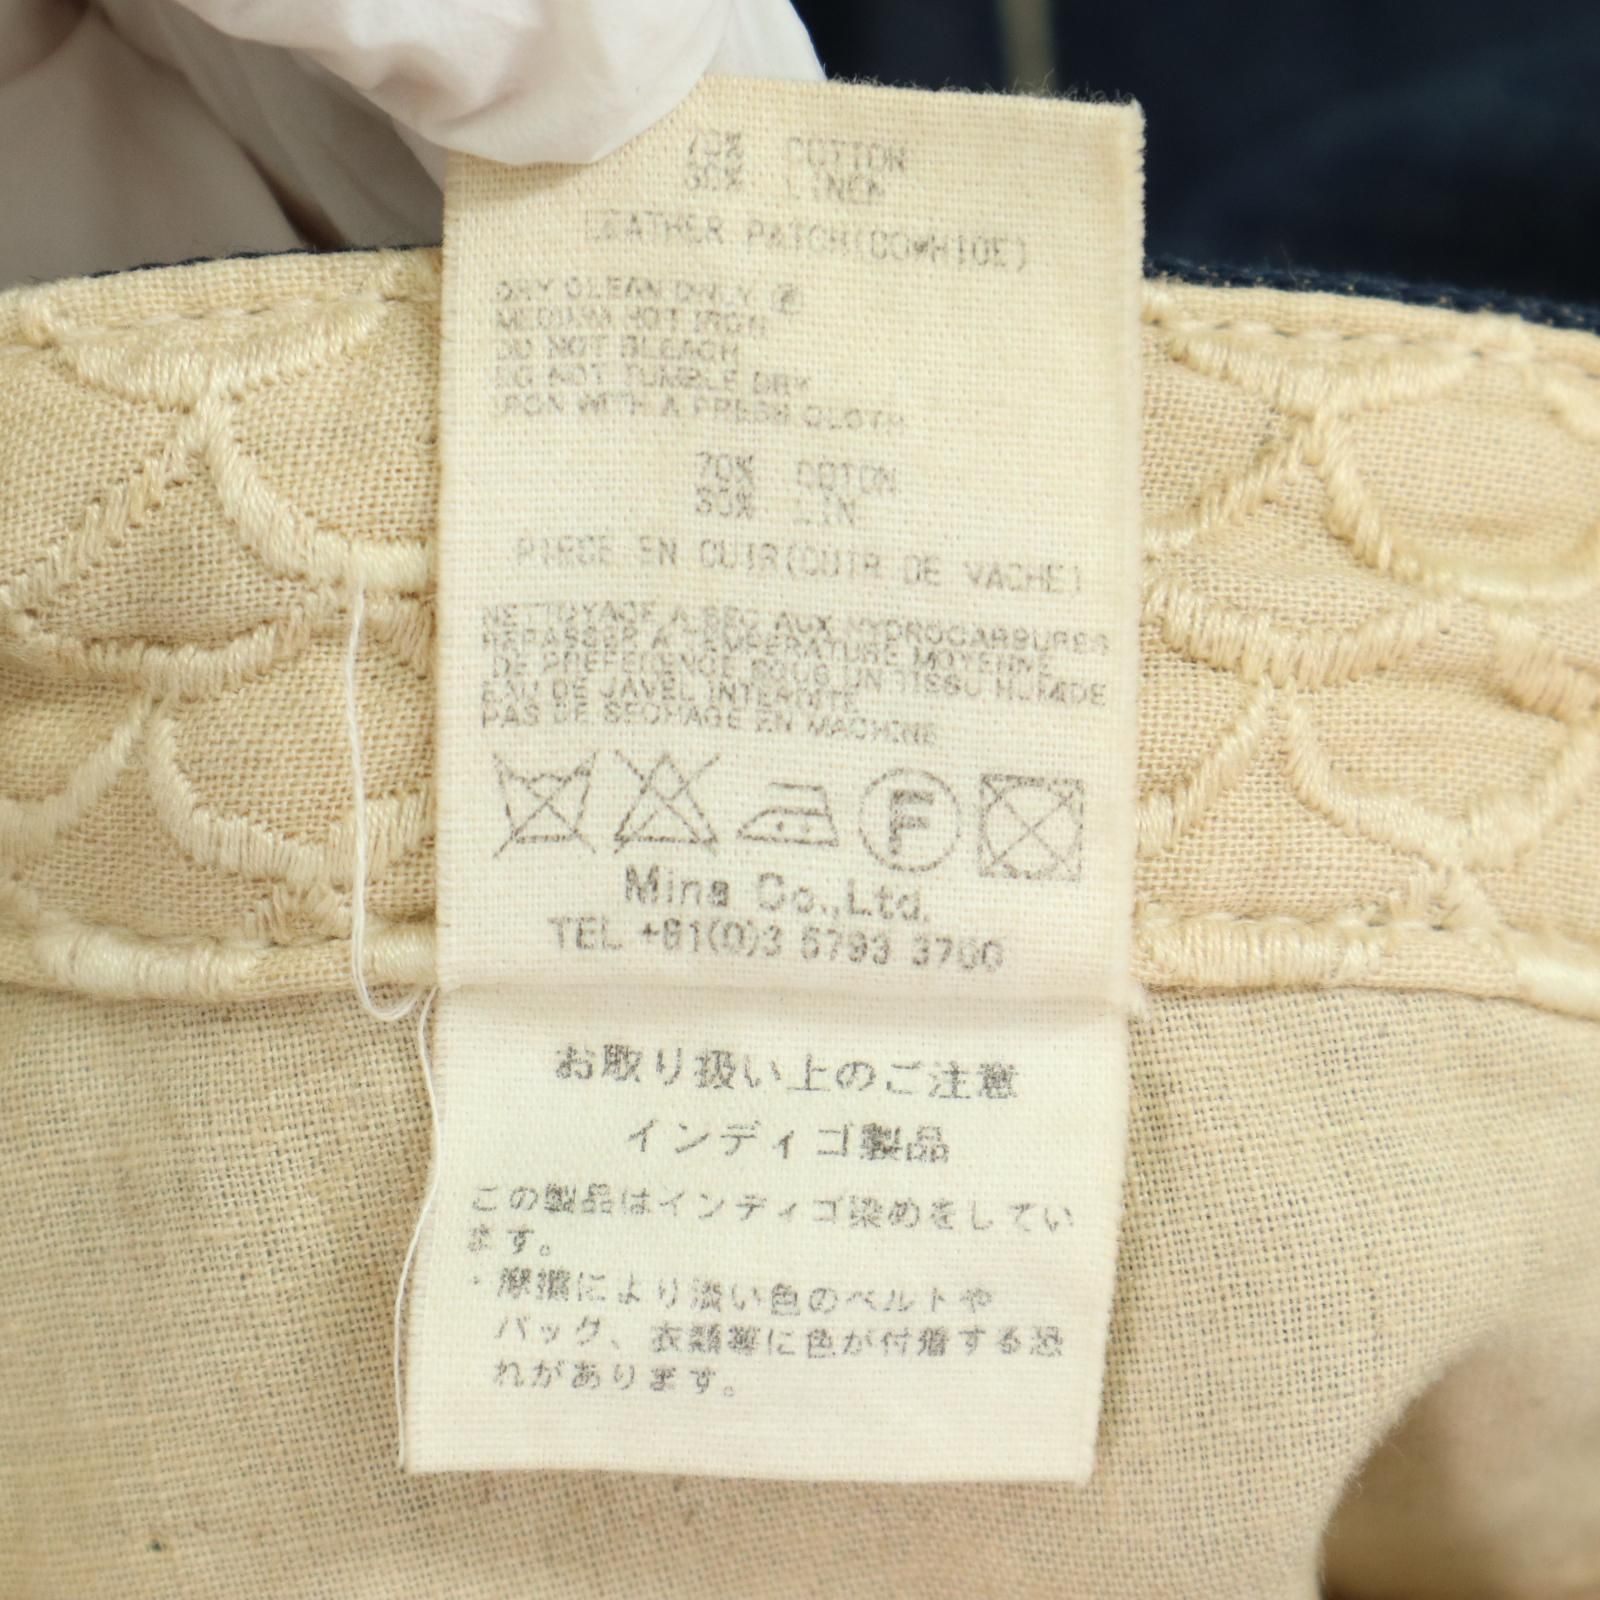 70% COTTON
30% LINEN
LEATHER PATCH(COWHIDE)
DRY CLEAN ONLY Ⓕ
MEDIUM HOT IRON
DO NOT BLEACH
DO NOT TUMBLE DRY
IRON WITH A PRESS CLOTH
70% COTON
30% LIN
PIECE EN CUIR(CUIR DE VACHE)
NETTOYAGE A SEC AUX HYDROCARBURES
REPASSER A TEMPERATURE MOYENNE
DE PREFERENCE SOUS UN TISSU HUMIDE
EAU DE JAVEL INTERDITE
PAS DE SECHAGE EN MACHINE
F
Mina Co.,Ltd.
TEL +81(0)3 5793 3700
お取り扱い上のご注意
インディゴ製品
この製品はインディゴ染めをしてい
ます。
・摩擦により淡い色のベルトや
バッグ、衣類等に色が付着する恐
れがあります。